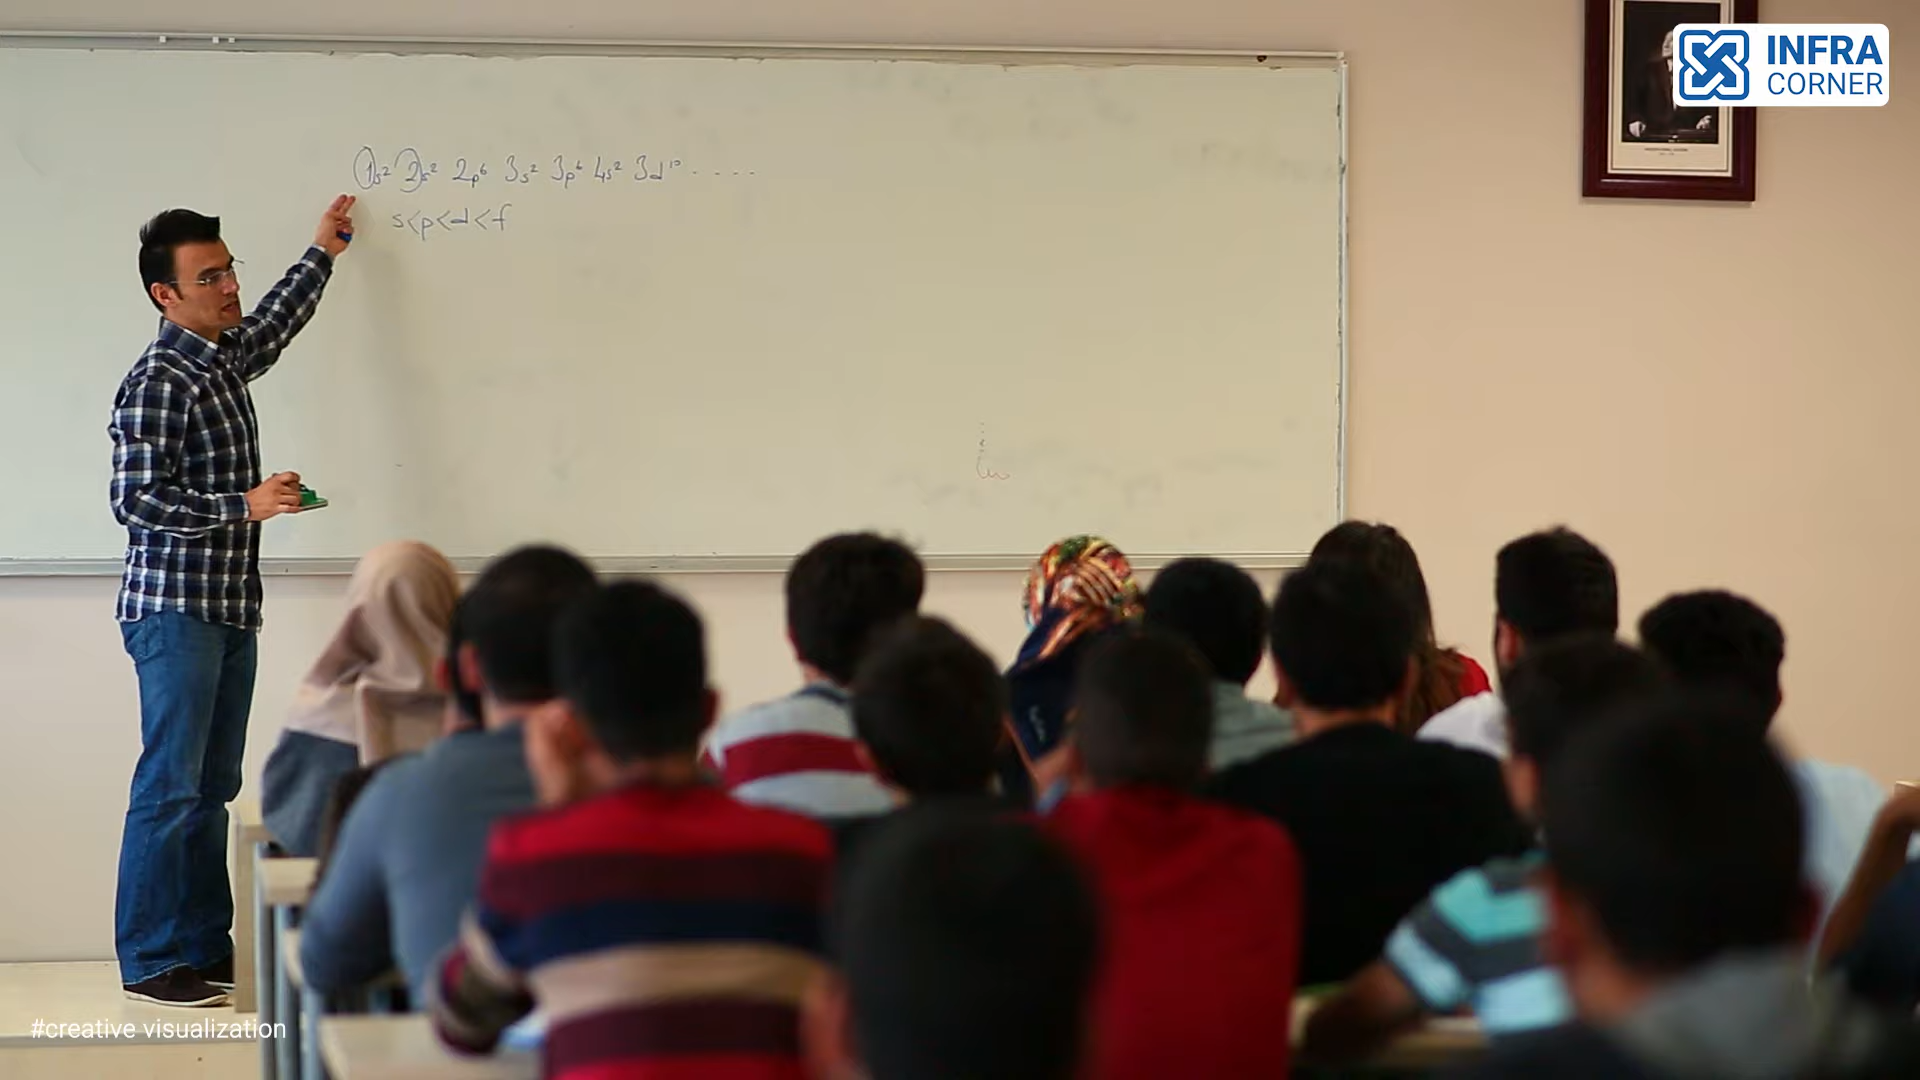 INFRA
CORNER
1s² 2s² 2p⁶ 3s² 3p⁶ 4s² 3d¹⁰ . . . .
s<p<d<f
#creative visualization